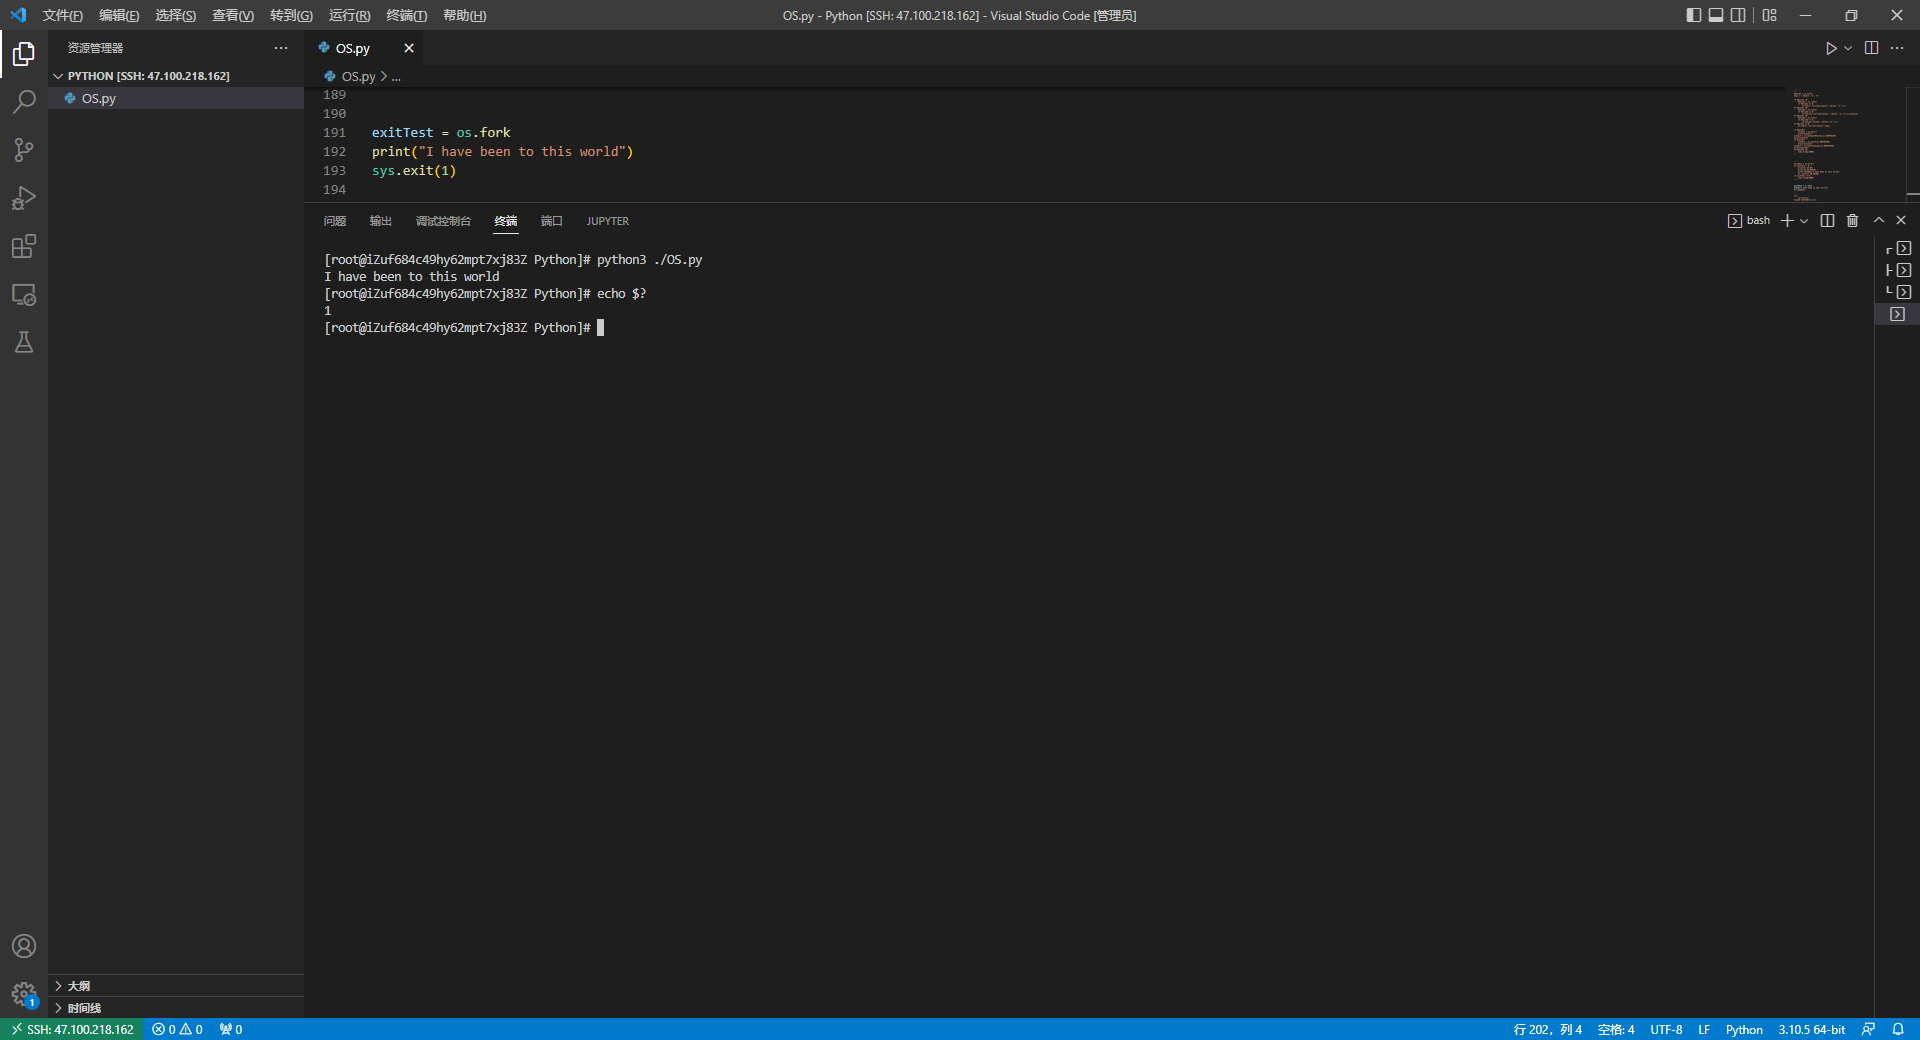 文件(F) 编辑(E) 选择(S) 查看(V) 转到(G) 运行(R) 终端(T) 帮助(H)
OS.py - Python [SSH: 47.100.218.162] - Visual Studio Code [管理员]
资源管理器
PYTHON [SSH: 47.100.218.162]
OS.py
OS.py
OS.py > ...
189
190
191 exitTest = os.fork
192 print("I have been to this world")
193 sys.exit(1)
194
问题 输出 调试控制台 终端 端口 JUPYTER
bash
[root@iZuf684c49hy62mpt7xj83Z Python]# python3 ./OS.py
I have been to this world
[root@iZuf684c49hy62mpt7xj83Z Python]# echo $?
1
[root@iZuf684c49hy62mpt7xj83Z Python]#
大纲
时间线
1
SSH: 47.100.218.162 0 0 0
行 202, 列 4 空格: 4 UTF-8 LF Python 3.10.5 64-bit